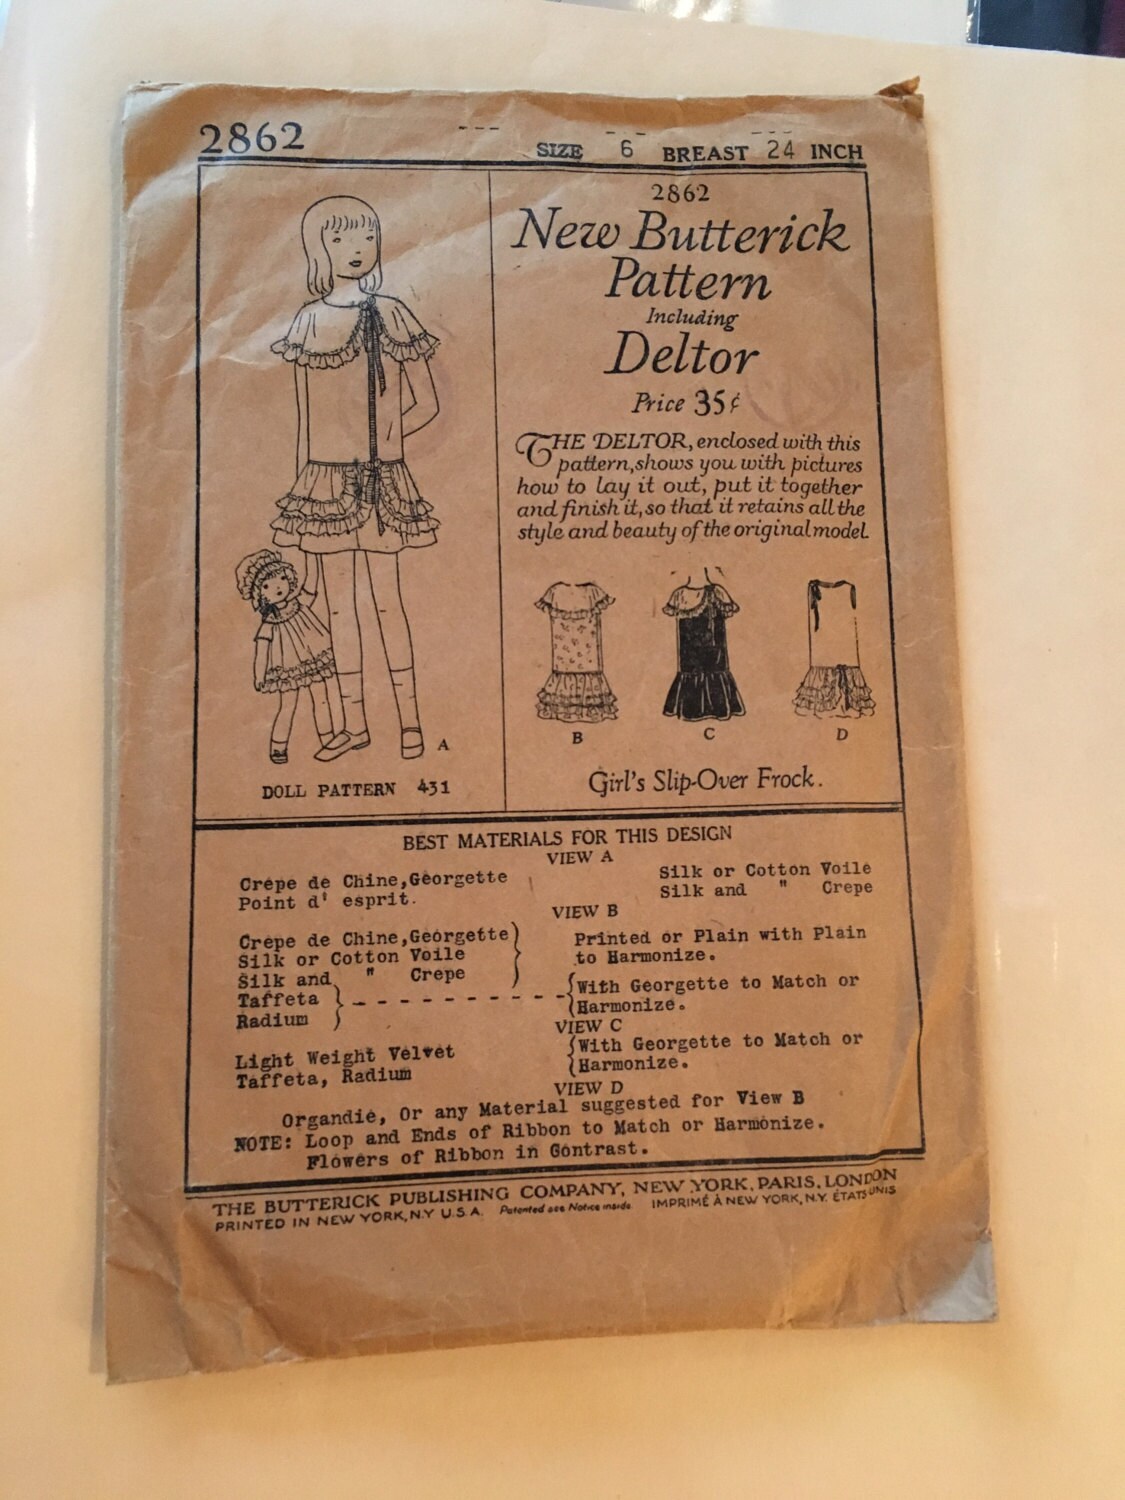 2862
SIZE 6 BREAST 24 INCH
2862
New Butterick
Pattern
Including
Deltor
Price 35¢
THE DELTOR, enclosed with this
pattern, shows you with pictures
how to lay it out, put it together
and finish it, so that it retains all the
style and beauty of the original model.
A
B
C
D
DOLL PATTERN 431
Girl's Slip-Over Frock.
BEST MATERIALS FOR THIS DESIGN
VIEW A
Crepe de Chine, Georgette
Point d' esprit.
Silk or Cotton Voile
Silk and " Crepe
VIEW B
Crepe de Chine, Georgette
Silk or Cotton Voile
Silk and " Crepe
Printed or Plain with Plain
to Harmonize.
Taffeta
Radium
With Georgette to Match or
Harmonize.
VIEW C
Light Weight Velvet
Taffeta, Radium
With Georgette to Match or
Harmonize.
VIEW D
Organdie, Or any Material suggested for View B
NOTE: Loop and Ends of Ribbon to Match or Harmonize.
Flowers of Ribbon in Contrast.
THE BUTTERICK PUBLISHING COMPANY, NEW YORK, PARIS, LONDON
PRINTED IN NEW YORK, N.Y U.S.A. Patented see Notice inside IMPRIMÉ À NEW YORK, N.Y. ÉTATS UNIS